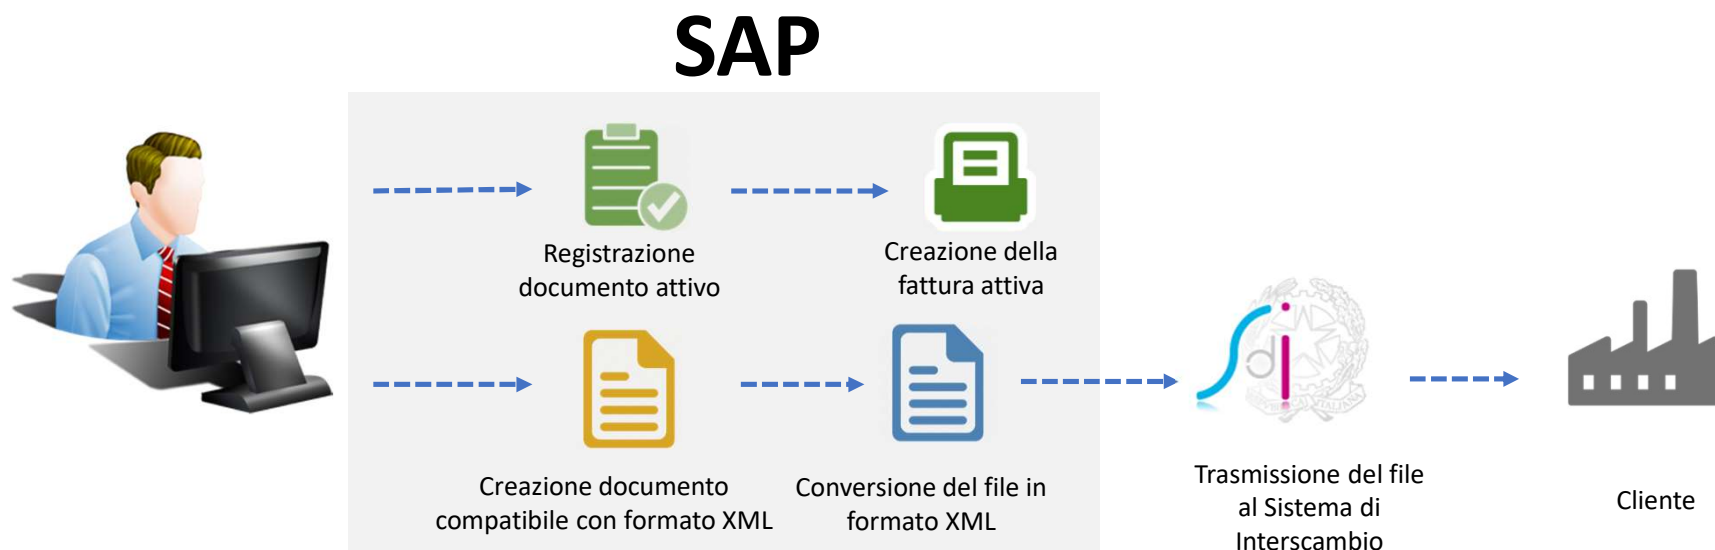 SAP
Registrazione
documento attivo
Creazione della
fattura attiva
Creazione documento
compatibile con formato XML
Conversione del file in
formato XML
Sdi
Trasmissione del file
al Sistema di
Interscambio
Cliente